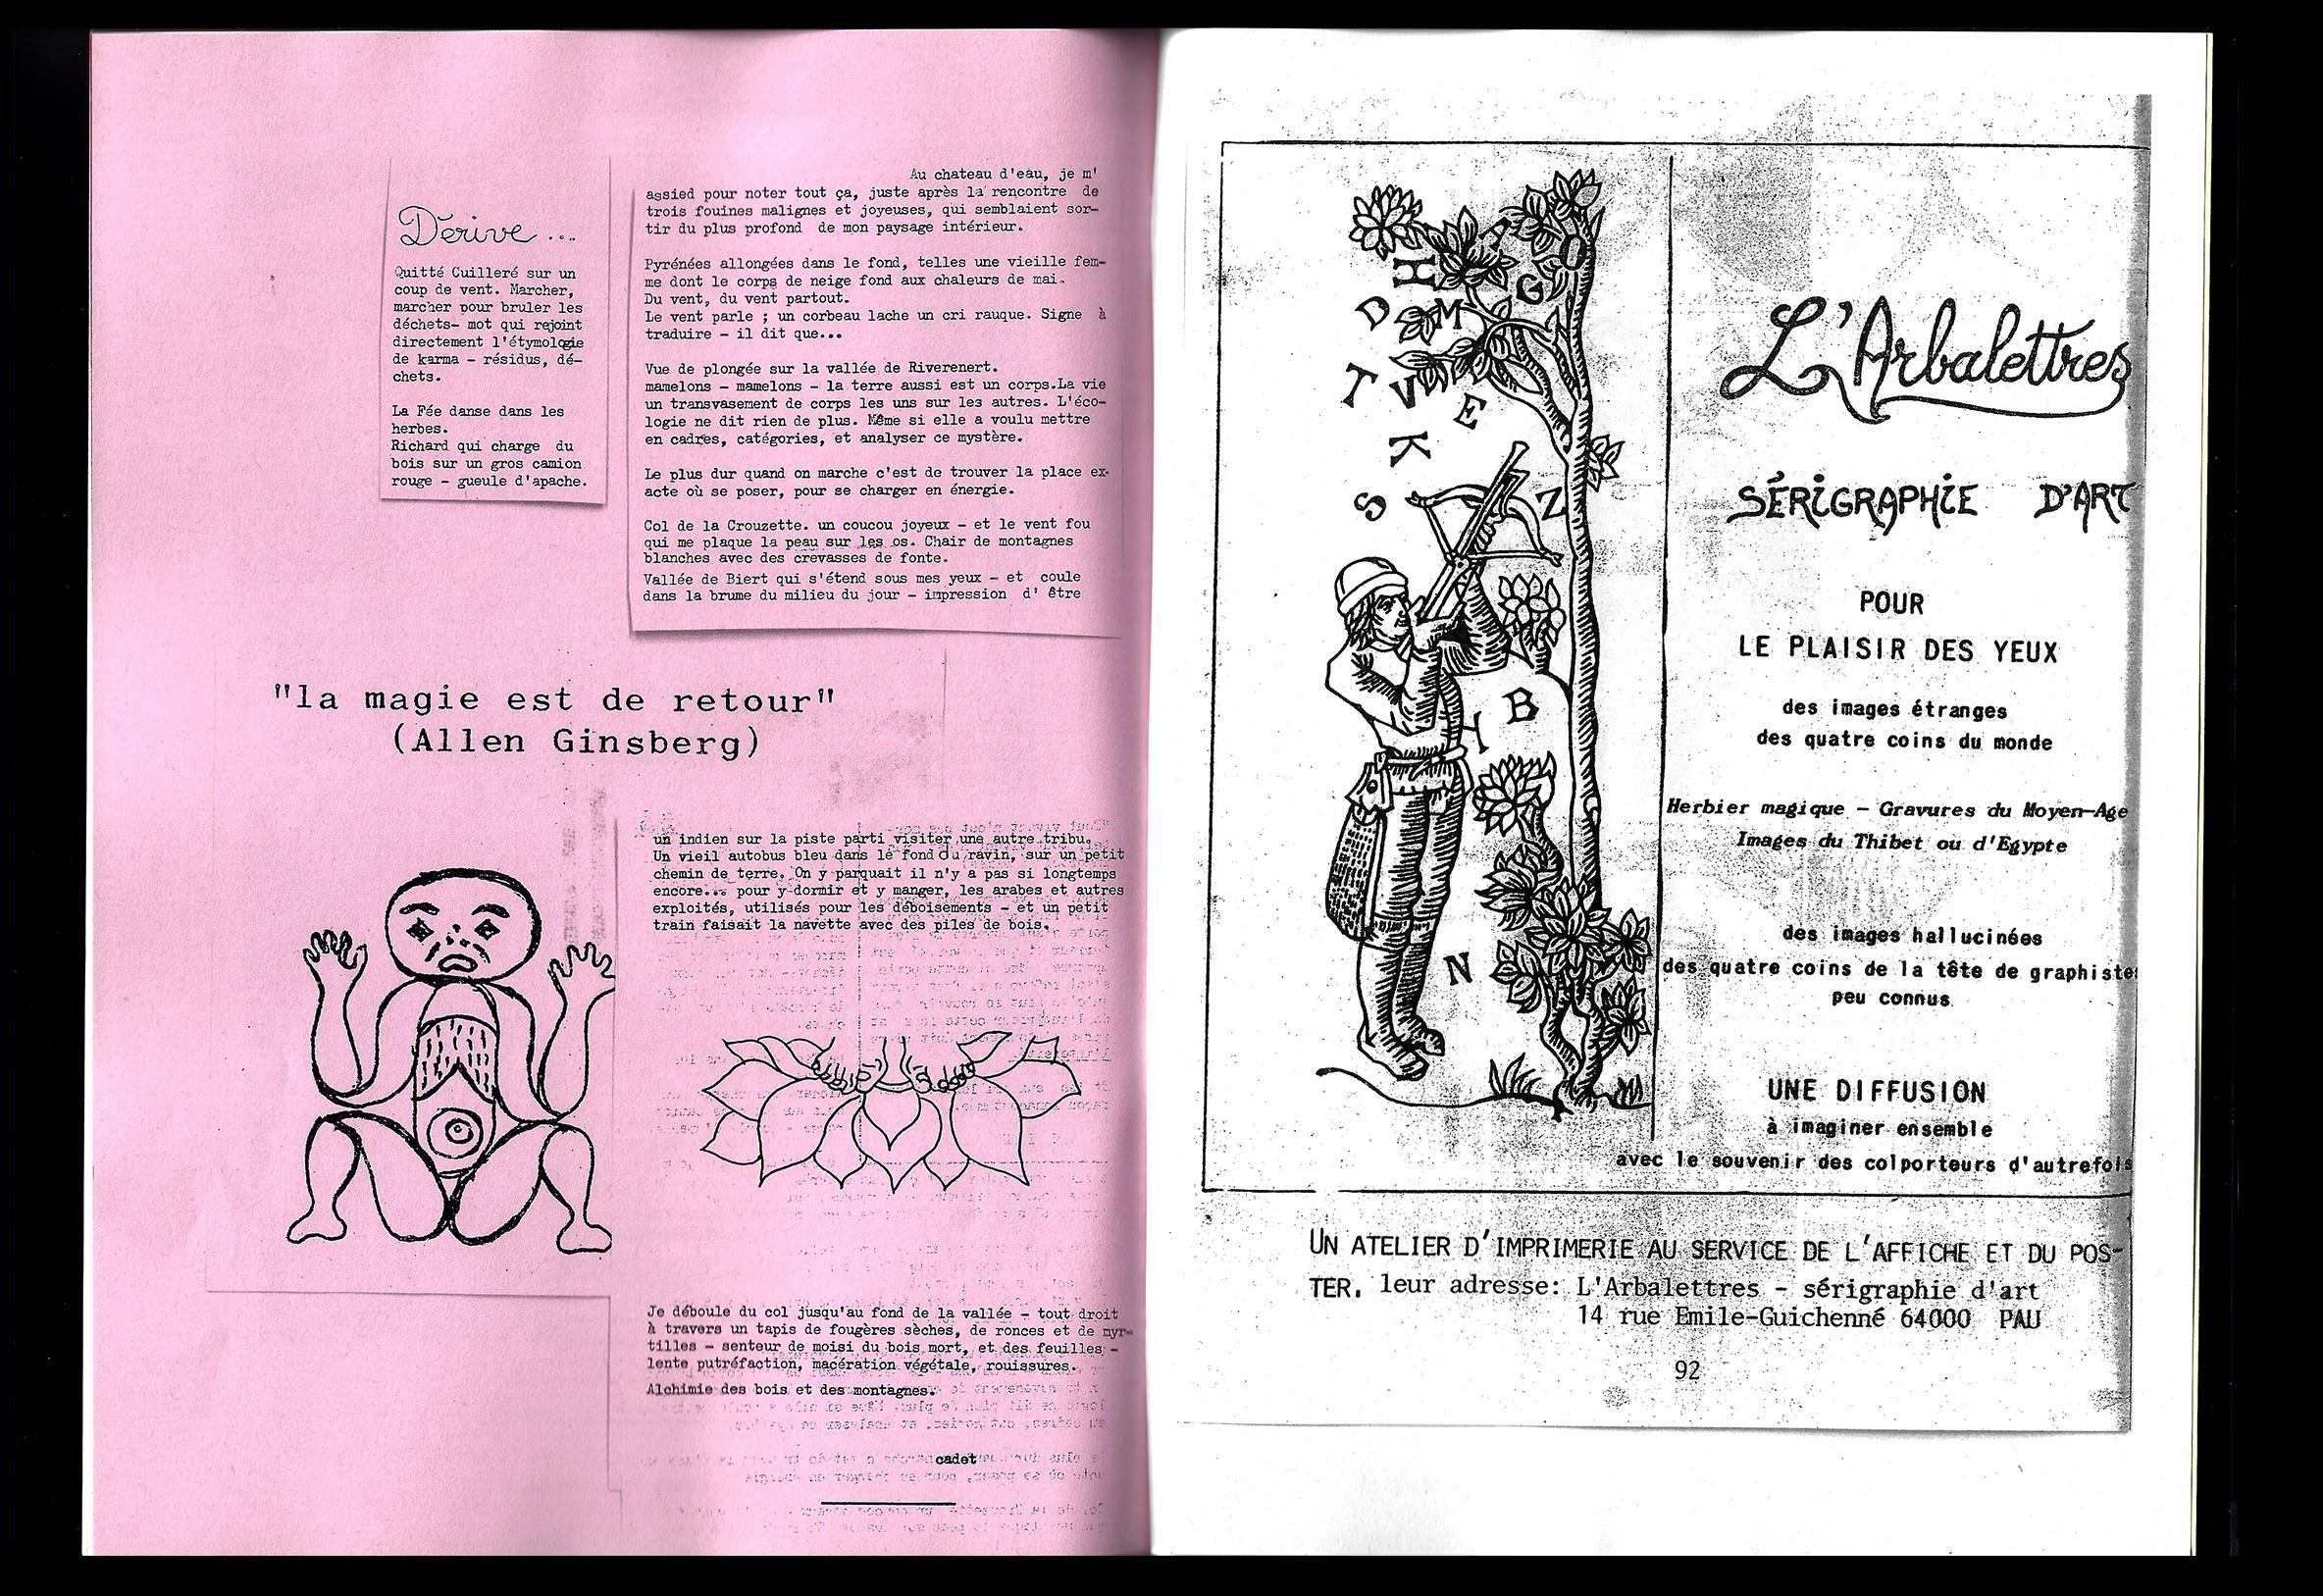 Dérive ...
Quitté Cuilleré sur un
coup de vent. Marcher,
marcher pour bruler les
déchets- mot qui rejoint
directement l'étymologie
de karma - résidus, dé-
chets.
La Fée danse dans les
herbes.
Richard qui charge du
bois sur un gros camion
rouge - gueule d'apache.
Au chateau d'eau, je m'
assied pour noter tout ça, juste après la rencontre de
trois fouines malignes et joyeuses, qui semblaient sor-
tir du plus profond de mon paysage intérieur.
Pyrénées allongées dans le fond, telles une vieille fem-
me dont le corps de neige fond aux chaleurs de mai.
Du vent, du vent partout.
Le vent parle ; un corbeau lache un cri rauque. Signe à
traduire - il dit que...
Vue de plongée sur la vallée de Riverenert.
mamelons - mamelons - la terre aussi est un corps.La vie
un transvasement de corps les uns sur les autres. L'éco-
logie ne dit rien de plus. Même si elle a voulu mettre
en cadres, catégories, et analyser ce mystère.
Le plus dur quand on marche c'est de trouver la place ex-
acte où se poser, pour se charger en énergie.
Col de la Crouzette. un coucou joyeux - et le vent fou
qui me plaque la peau sur les os. Chair de montagnes
blanches avec des crevasses de fonte.
Vallée de Biert qui s'étend sous mes yeux - et coule
dans la brume du milieu du jour - impression d' être
"la magie est de retour"
(Allen Ginsberg)
un indien sur la piste parti visiter une autre tribu.
Un vieil autobus bleu dans le fond du ravin, sur un petit
chemin de terre. On y parquait il n'y a pas si longtemps
encore... pour y dormir et y manger, les arabes et autres
exploités, utilisés pour les déboisements - et un petit
train faisait la navette avec des piles de bois.
Je déboule du col jusqu'au fond de la vallée - tout droit
à travers un tapis de fougères sèches, de ronces et de myr-
tilles - senteur de moisi du bois mort, et des feuilles -
lente putréfaction, macération végétale, rouissures.
Alchimie des bois et des montagnes.
cadet
H
G
D
M
T
V
E
K
S
Z
B
N
L'Arbalettres
SÉRIGRAPHIE D'ART
POUR
LE PLAISIR DES YEUX
des images étranges
des quatre coins du monde
Herbier magique - Gravures du Moyen-Age
Images du Thibet ou d'Egypte
des images hallucinées
des quatre coins de la tête de graphistes
peu connus
UNE DIFFUSION
à imaginer ensemble
avec le souvenir des colporteurs d'autrefois
UN ATELIER D'IMPRIMERIE AU SERVICE DE L'AFFICHE ET DU POS-
TER. leur adresse: L'Arbalettres - sérigraphie d'art
14 rue Emile-Guichenné 64000 PAU
92